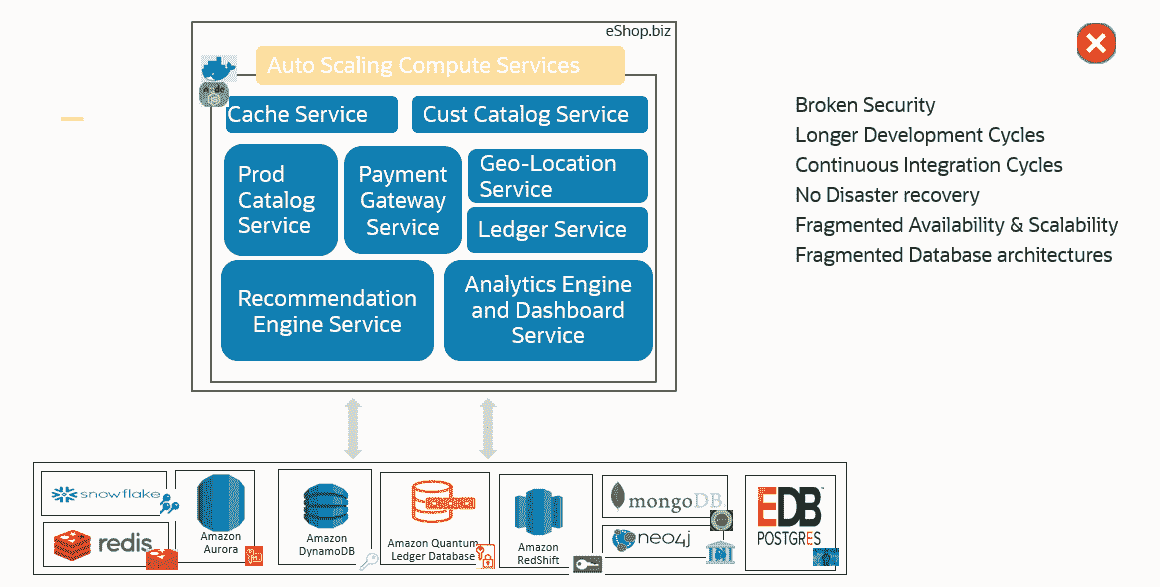 eShop.biz
Auto Scaling Compute Services
Cache Service
Cust Catalog Service
Prod
Catalog
Service
Payment
Gateway
Service
Geo-Location
Service
Ledger Service
Recommendation
Engine Service
Analytics Engine
and Dashboard
Service
Broken Security
Longer Development Cycles
Continuous Integration Cycles
No Disaster recovery
Fragmented Availability & Scalability
Fragmented Database architectures
snowflake
redis
Amazon
Aurora
Amazon
DynamoDB
Amazon Quantum
Ledger Database
Amazon
RedShift
mongoDB
neo4j
EDB™
POSTGRES